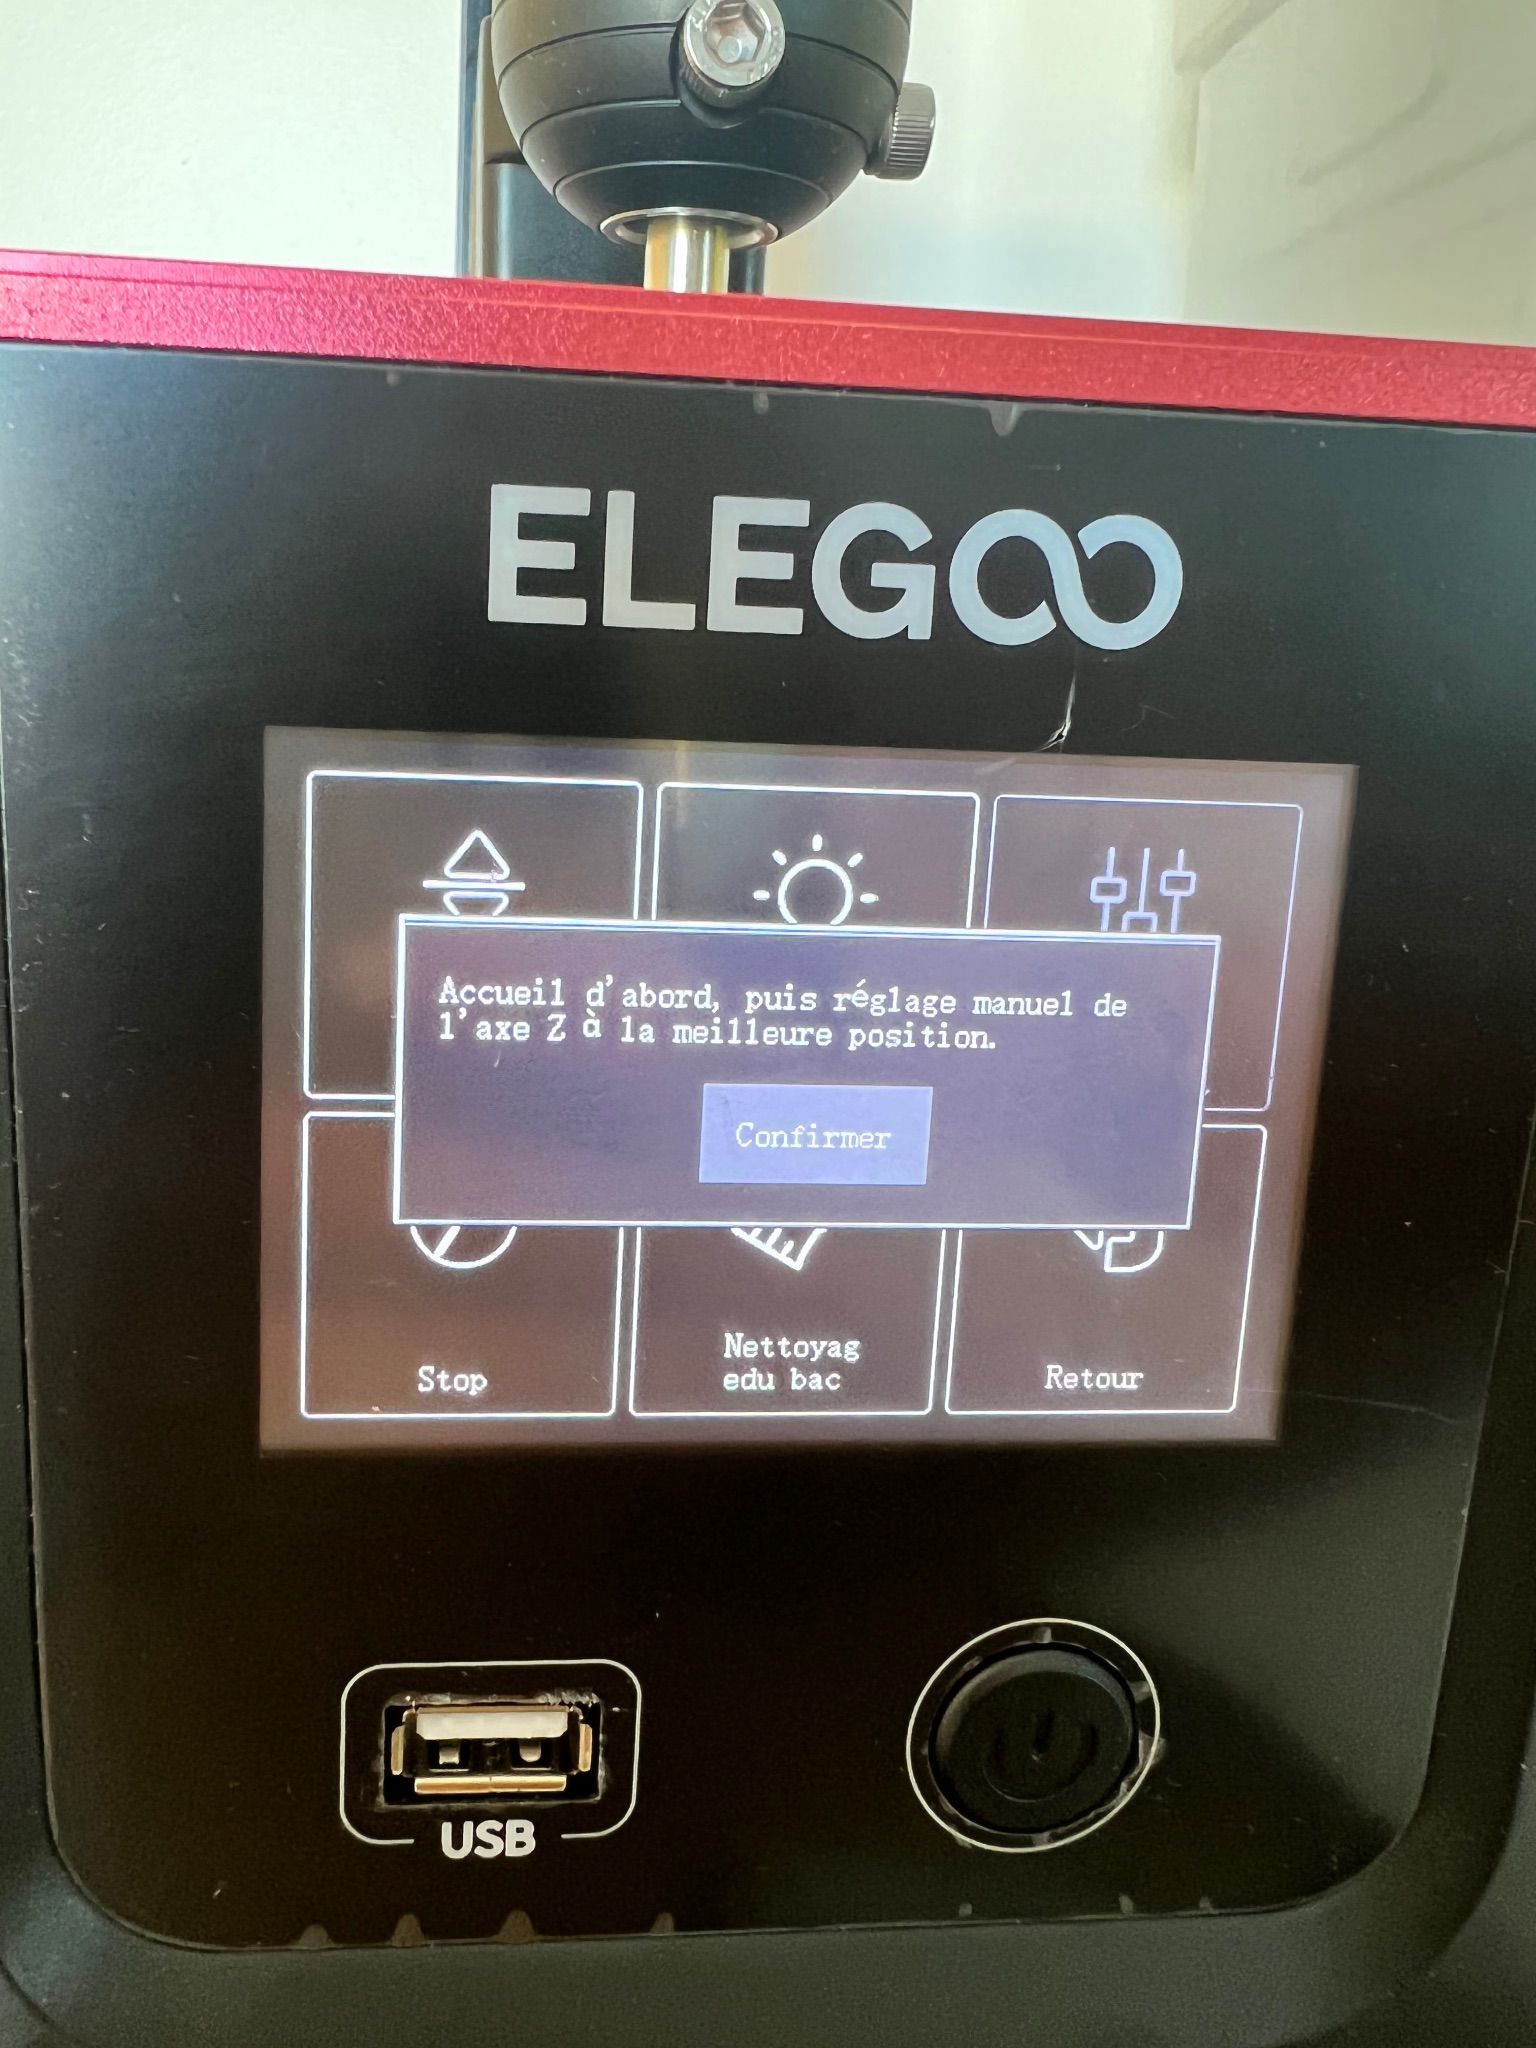 ELEGOO
Accueil d'abord, puis réglage manuel de
l'axe Z à la meilleure position.
Confirmer
Stop
Nettoyag
edu bac
Retour
USB